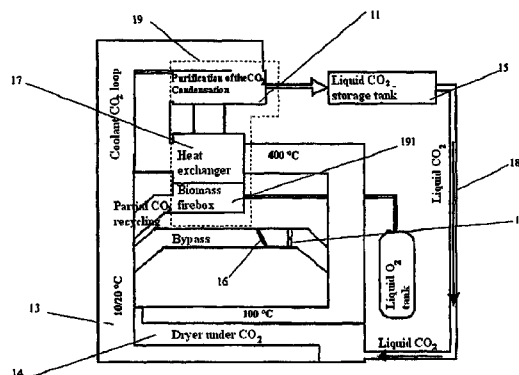 19
11
17
Purification of the CO2
Condensation
Liquid CO2
storage tank
15
Coolant CO2 loop
400 °C
191
Heat
exchanger
Biomass
firebox
Liquid CO2
18
Partial CO2
recycling
Bypass
1
16
Liquid O2
tank
10/20 °C
13
100 °C
Dryer under CO2
Liquid CO2
14